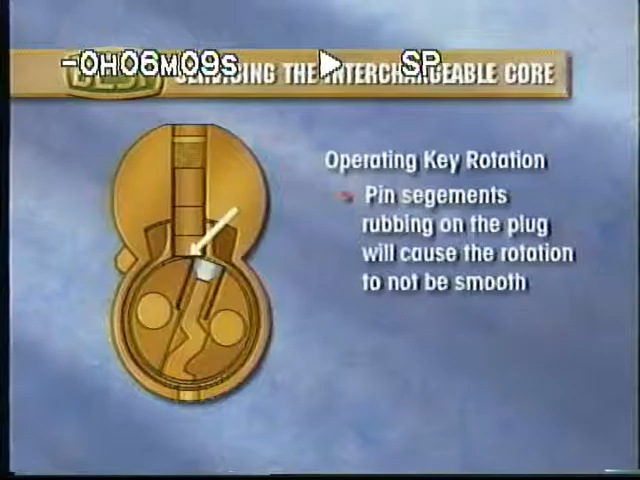 -0H06M09S SP
BEST SERVICING THE INTERCHANGEABLE CORE
Operating Key Rotation
Pin segements
rubbing on the plug
will cause the rotation
to not be smooth